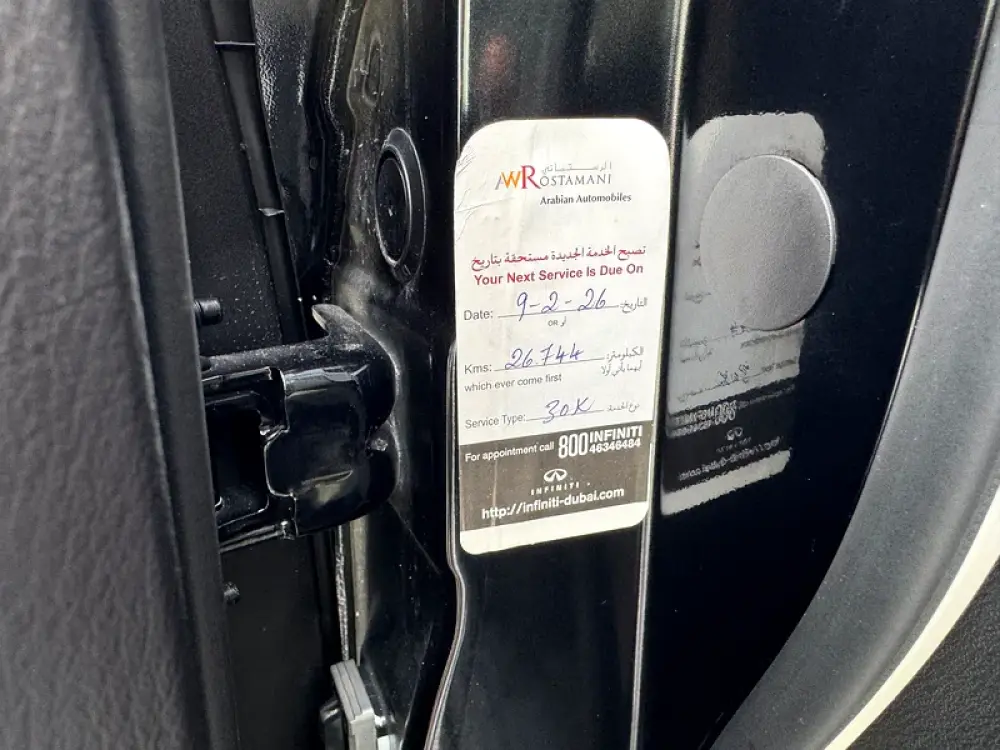 الرستماني
AWROSTAMANI
Arabian Automobiles
تصبح الخدمة الجديدة مستحقة بتاريخ
Your Next Service Is Due On
Date: 9-2-26 التاريخ:
OR أو
Kms: 26.744 الكيلومتر:
which ever come first أيهما يأتي أولا
Service Type: 30K نوع الخدمة:
For appointment call 800 INFINITI
46346484
INFINITI
http://infiniti-dubai.com